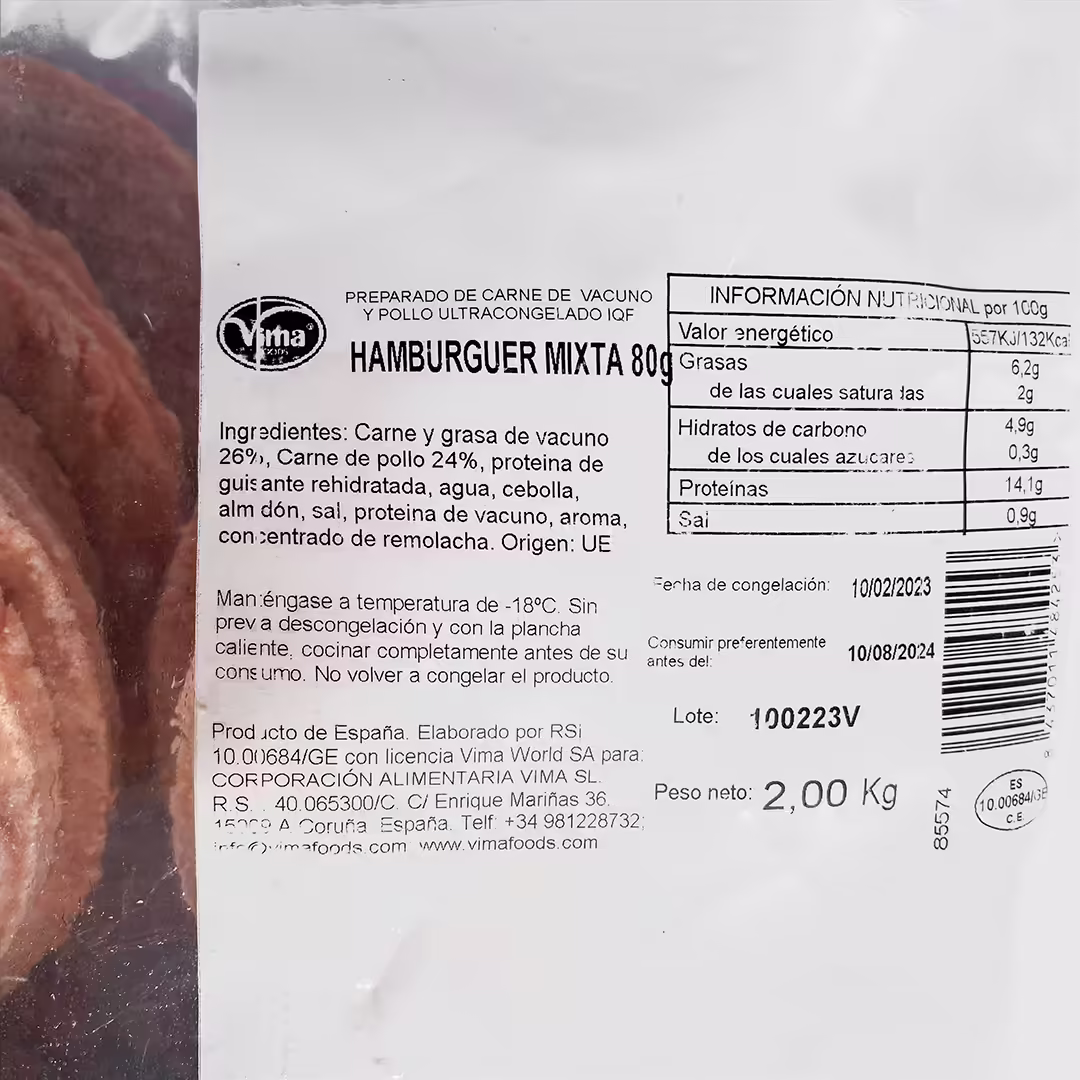 Vima®
FOODS
PREPARADO DE CARNE DE VACUNO
Y POLLO ULTRACONGELADO IQF
HAMBURGUER MIXTA 80g
Ingredientes: Carne y grasa de vacuno
26%, Carne de pollo 24%, proteina de
guisante rehidratada, agua, cebolla,
almidón, sal, proteina de vacuno, aroma,
concentrado de remolacha. Origen: UE
Manténgase a temperatura de -18ºC. Sin
previa descongelación y con la plancha
caliente, cocinar completamente antes de su
consumo. No volver a congelar el producto.
Producto de España. Elaborado por RSi
10.00684/GE con licencia Vima World SA para:
CORPORACIÓN ALIMENTARIA VIMA SL.
R.S. . 40.065300/C. C/ Enrique Mariñas 36.
A Coruña España. Telf: +34 981228732;
info@vimafoods.com www.vimafoods.com
INFORMACIÓN NUTRICIONAL por 100g
Valor energético 557KJ/132Kcal
Grasas 6,2g
de las cuales saturadas 2g
Hidratos de carbono 4,9g
de los cuales azucares 0,3g
Proteínas 14,1g
Sal 0,9g
Fecha de congelación: 10/02/2023
Consumir preferentemente
antes del: 10/08/2024
Lote: 100223V
Peso neto: 2,00 Kg
85574
ES
10.00684/GE
C.E.